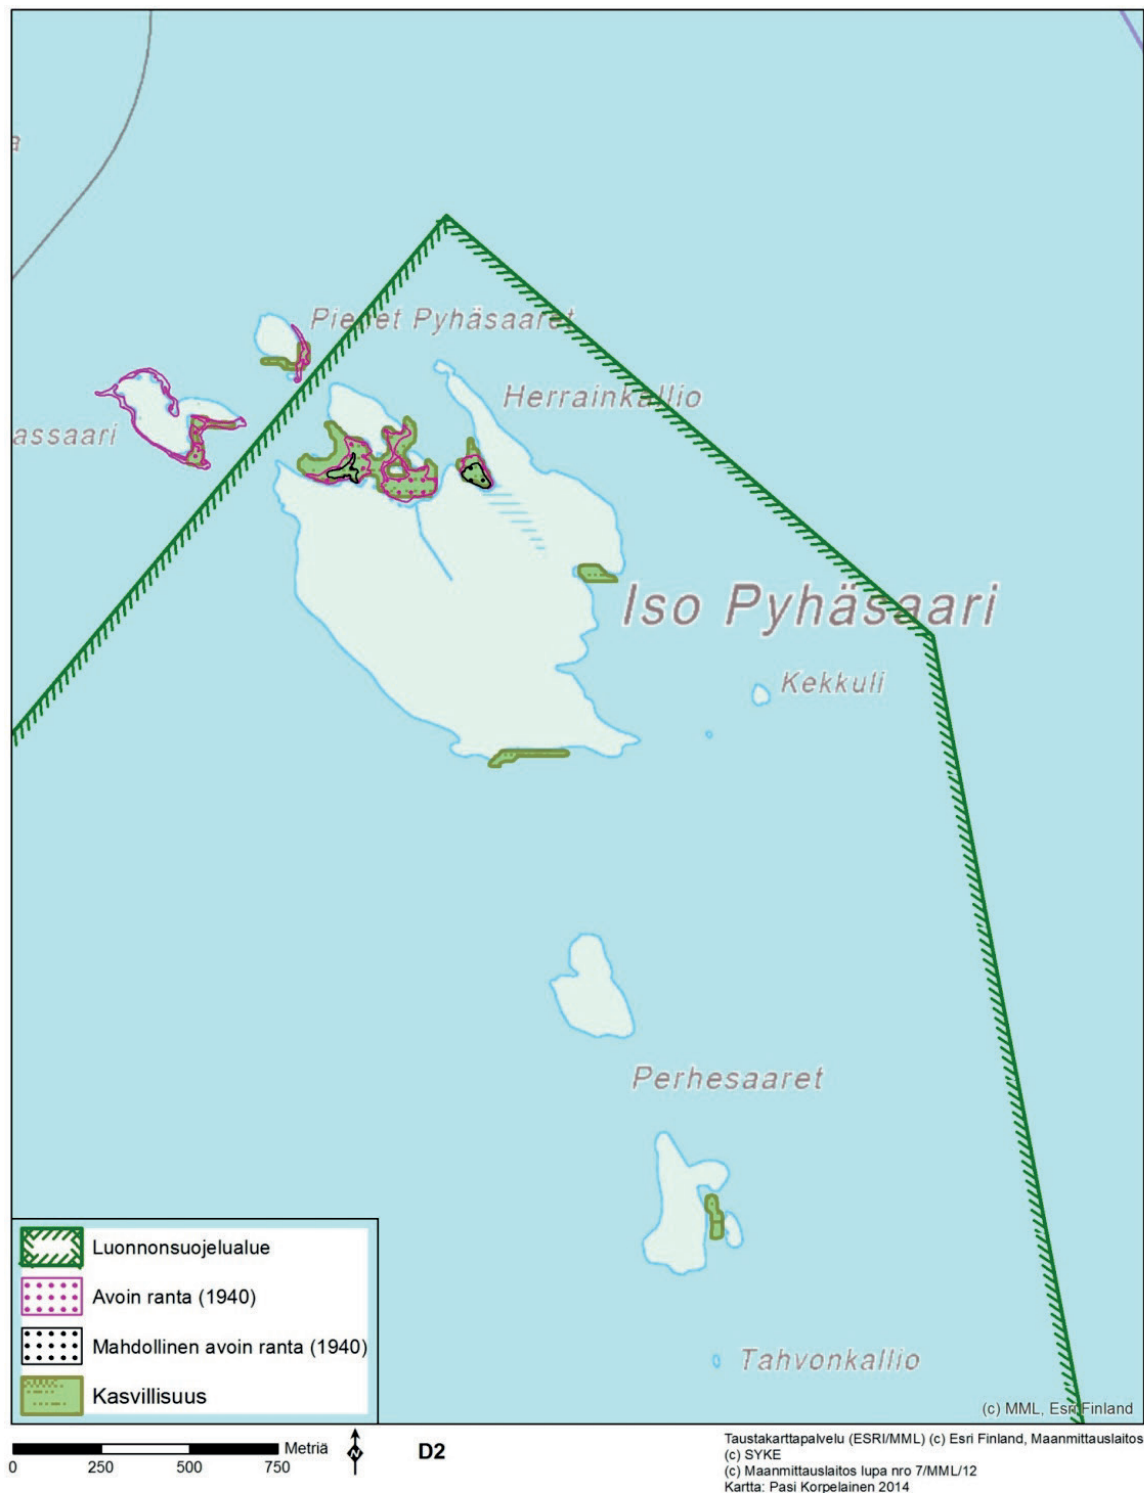 a
Pienet Pyhäsaaret
Herrainkallio
assaari
Iso Pyhäsaari
Kekkuli
Perhesaaret
Tahvonkallio
Luonnonsuojelualue
Avoin ranta (1940)
Mahdollinen avoin ranta (1940)
Kasvillisuus
(c) MML, Esri Finland
Metriä
0 250 500 750
N
D2
Taustakarttapalvelu (ESRI/MML) (c) Esri Finland, Maanmittauslaitos
(c) SYKE
(c) Maanmittauslaitos lupa nro 7/MML/12
Kartta: Pasi Korpelainen 2014